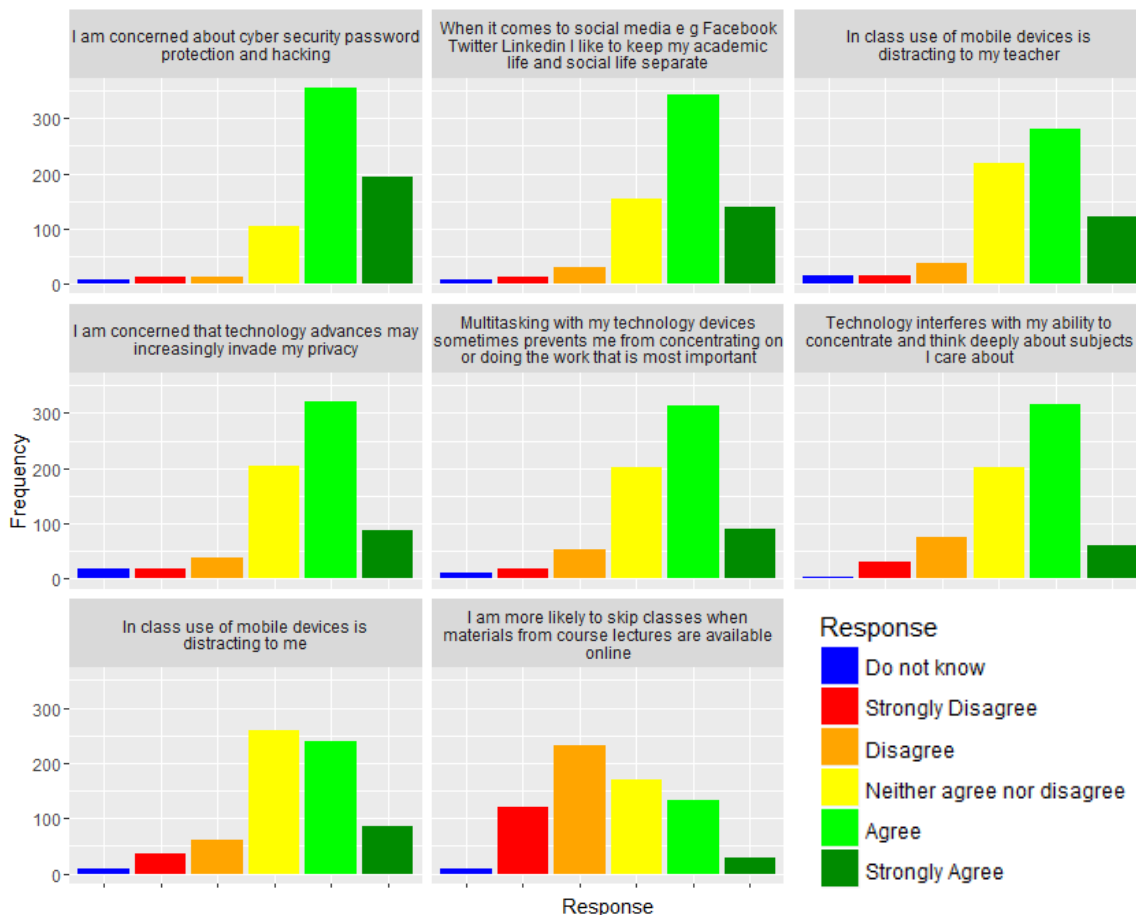 I am concerned about cyber security password
protection and hacking
When it comes to social media e g Facebook
Twitter Linkedin I like to keep my academic
life and social life separate
In class use of mobile devices is
distracting to my teacher
300
200
100
0
I am concerned that technology advances may
increasingly invade my privacy
Multitasking with my technology devices
sometimes prevents me from concentrating on
or doing the work that is most important
Technology interferes with my ability to
concentrate and think deeply about subjects
I care about
Frequency
300
200
100
0
In class use of mobile devices is
distracting to me
I am more likely to skip classes when
materials from course lectures are available
online
300
200
100
0
Response
Response
Do not know
Strongly Disagree
Disagree
Neither agree nor disagree
Agree
Strongly Agree